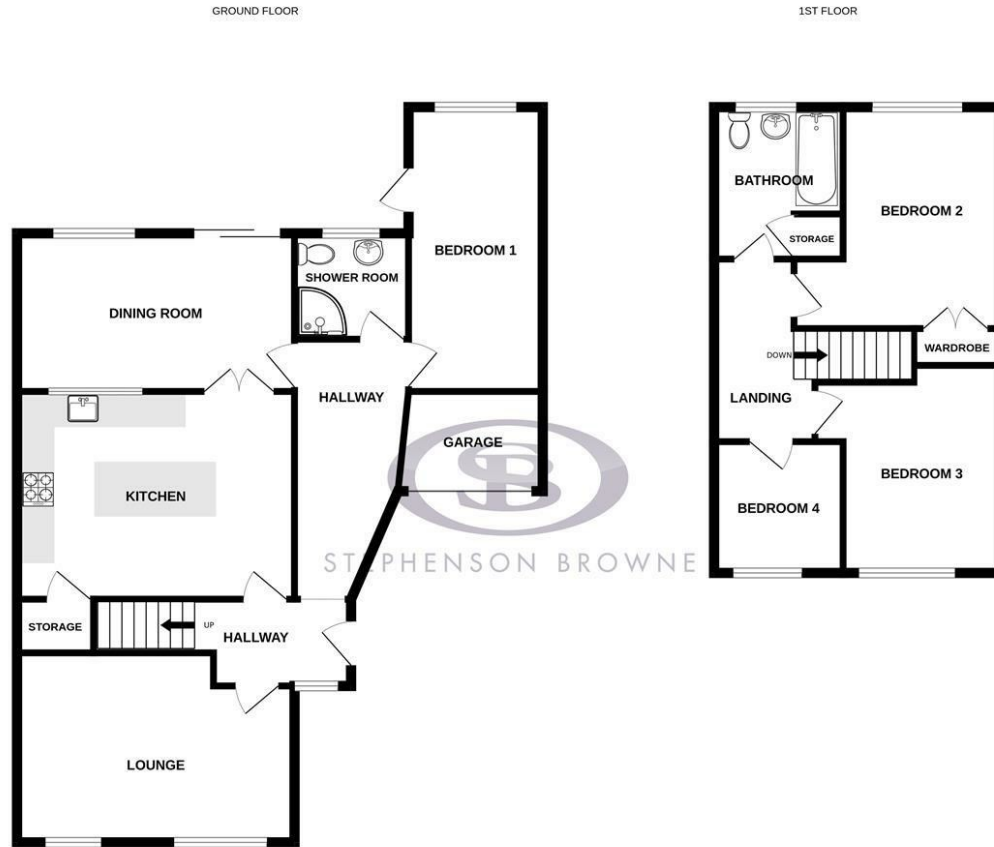 GROUND FLOOR
1ST FLOOR
BEDROOM 1
SHOWER ROOM
DINING ROOM
HALLWAY
GARAGE
KITCHEN
STORAGE
UP
HALLWAY
LOUNGE
BATHROOM
BEDROOM 2
STORAGE
WARDROBE
DOWN
LANDING
BEDROOM 3
BEDROOM 4
SB
STEPHENSON BROWNE